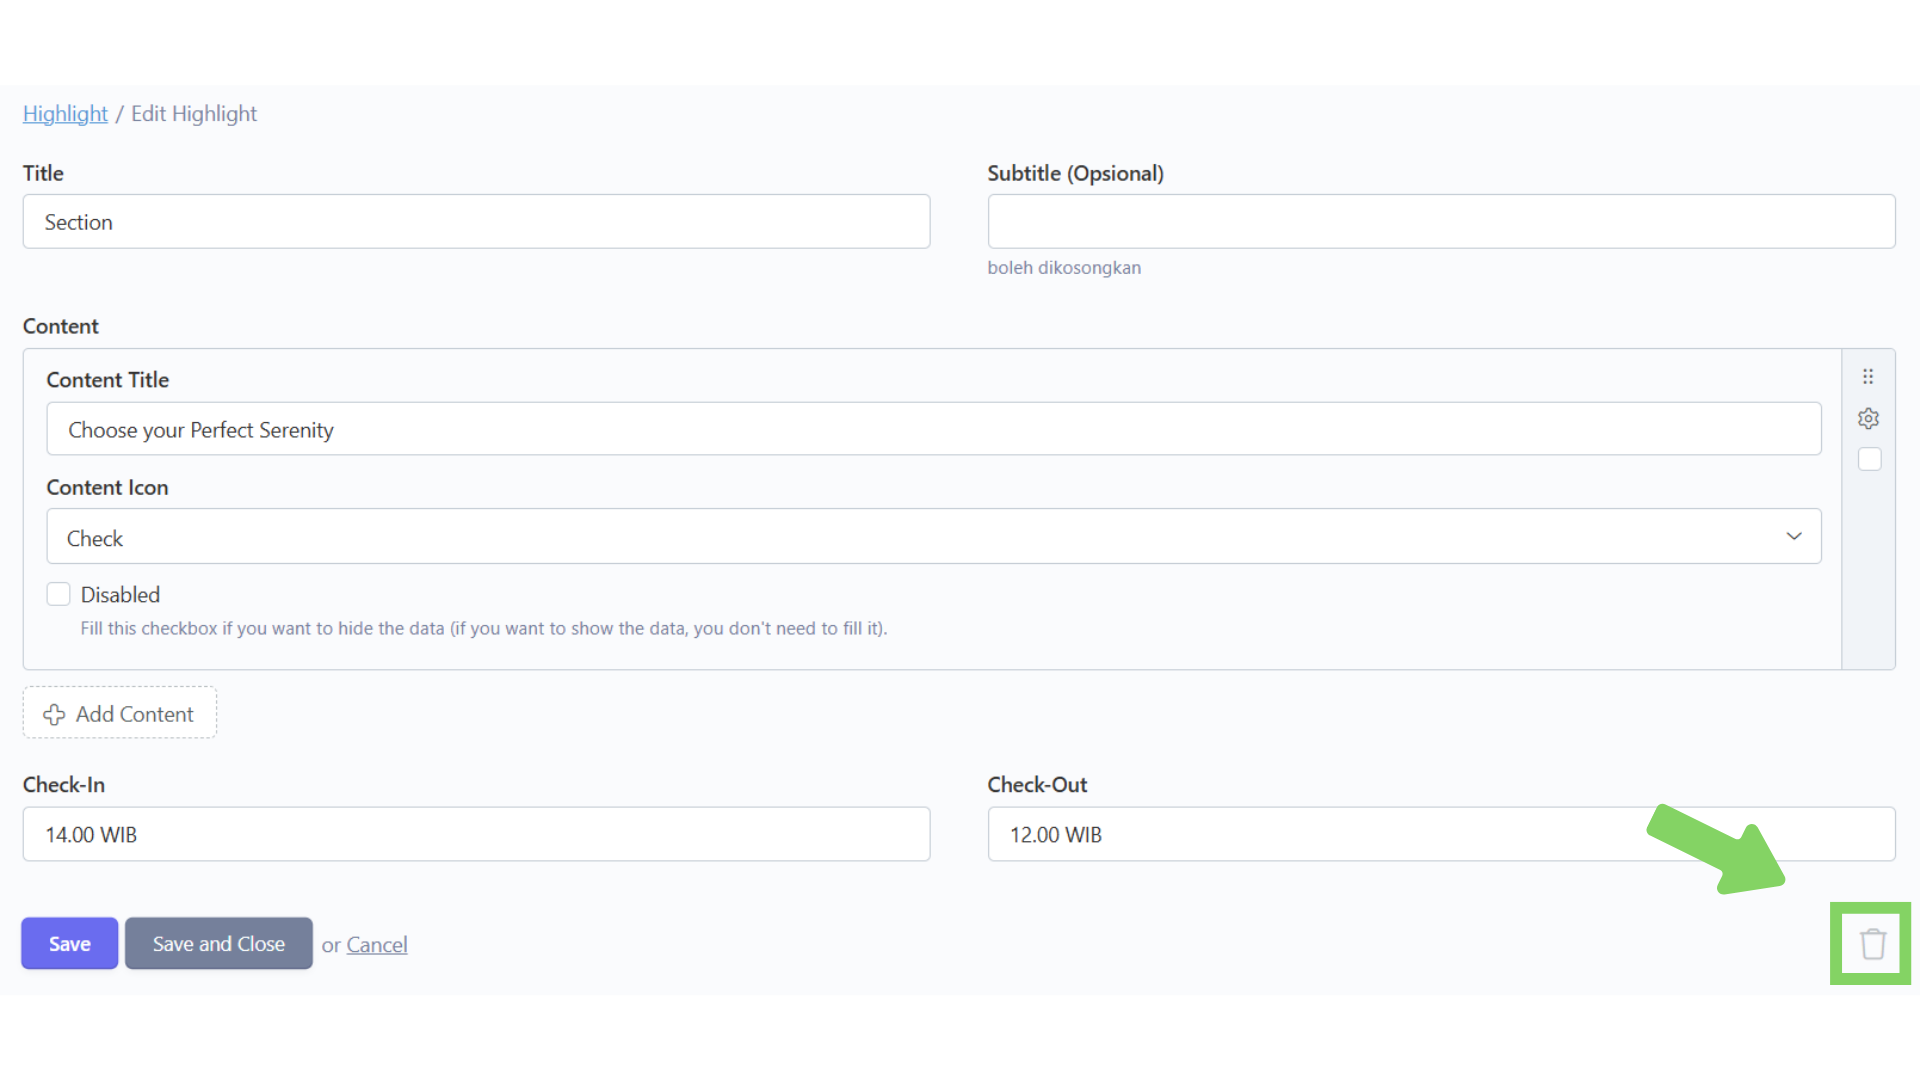 Highlight / Edit Highlight
Title
Subtitle (Opsional)
Section
boleh dikosongkan
Content
Content Title
Choose your Perfect Serenity
Content Icon
Check
Disabled
Fill this checkbox if you want to hide the data (if you want to show the data, you don't need to fill it).
Add Content
Check-In
Check-Out
14.00 WIB
12.00 WIB
Save
Save and Close
or Cancel